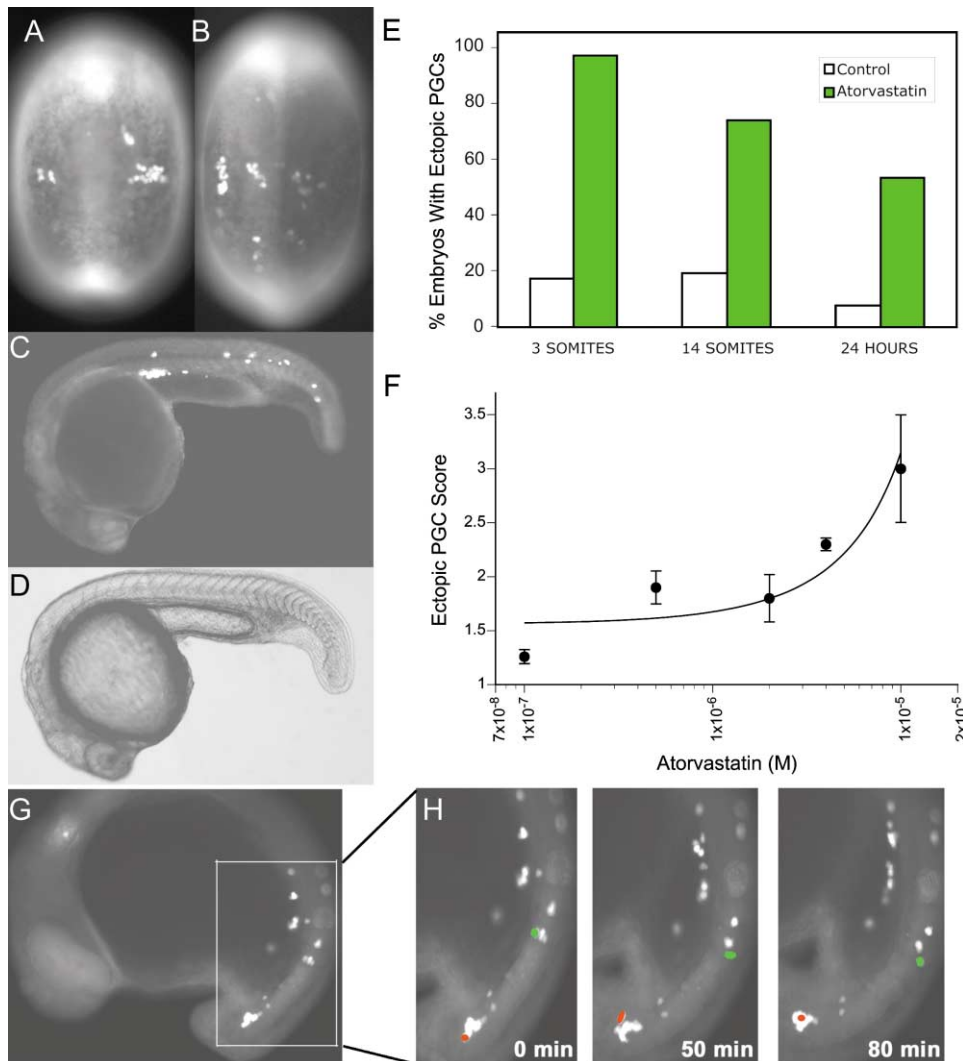 A
B
C
D
E
% Embryos With Ectopic PGCs
100
80
60
40
20
0
Control
Atorvastatin
3 SOMITES
14 SOMITES
24 HOURS
F
Ectopic PGC Score
3.5
3
2.5
2
1.5
1
7x10-8
1x10-7
1x10-6
1x10-5
2x10-5
Atorvastatin (M)
G
H
0 min
50 min
80 min